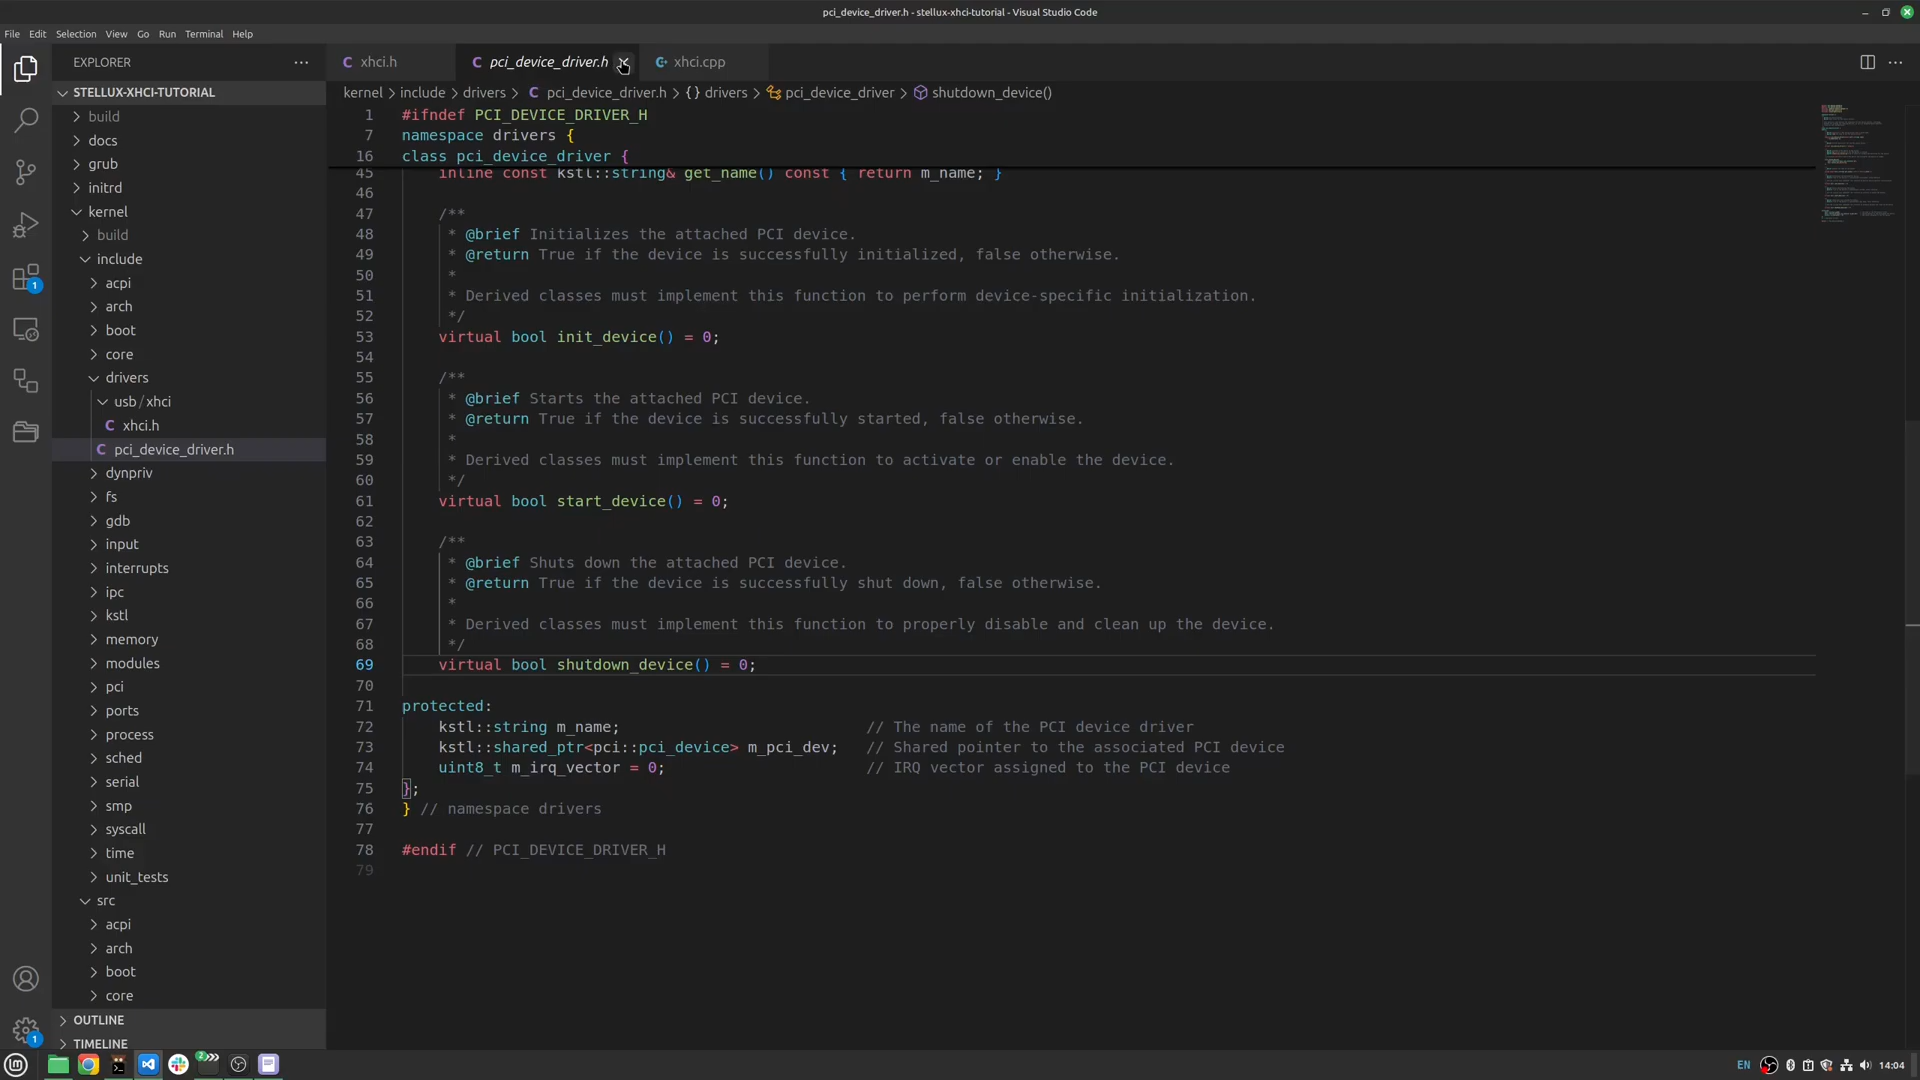 pci_device_driver.h - stellux-xhci-tutorial - Visual Studio Code
File Edit Selection View Go Run Terminal Help
EXPLORER
xhci.h
pci_device_driver.h
xhci.cpp
STELLUX-XHCI-TUTORIAL
kernel > include > drivers > C pci_device_driver.h > {} drivers > pci_device_driver > shutdown_device()
build
docs
grub
initrd
kernel
build
include
acpi
arch
boot
core
drivers
usb / xhci
xhci.h
pci_device_driver.h
dynpriv
fs
gdb
input
interrupts
ipc
kstl
memory
modules
pci
ports
process
sched
serial
smp
syscall
time
unit_tests
src
acpi
arch
boot
core
OUTLINE
TIMELINE
1 #ifndef PCI_DEVICE_DRIVER_H
7 namespace drivers {
16 class pci_device_driver {
45 inline const kstl::string& get_name() const { return m_name; }
46
47 /**
48 * @brief Initializes the attached PCI device.
49 * @return True if the device is successfully initialized, false otherwise.
50 *
51 * Derived classes must implement this function to perform device-specific initialization.
52 */
53 virtual bool init_device() = 0;
54
55 /**
56 * @brief Starts the attached PCI device.
57 * @return True if the device is successfully started, false otherwise.
58 *
59 * Derived classes must implement this function to activate or enable the device.
60 */
61 virtual bool start_device() = 0;
62
63 /**
64 * @brief Shuts down the attached PCI device.
65 * @return True if the device is successfully shut down, false otherwise.
66 *
67 * Derived classes must implement this function to properly disable and clean up the device.
68 */
69 virtual bool shutdown_device() = 0;
70
71 protected:
72 kstl::string m_name; // The name of the PCI device driver
73 kstl::shared_ptr<pci::pci_device> m_pci_dev; // Shared pointer to the associated PCI device
74 uint8_t m_irq_vector = 0; // IRQ vector assigned to the PCI device
75 };
76 } // namespace drivers
77
78 #endif // PCI_DEVICE_DRIVER_H
79
1
1
2
EN
14:04